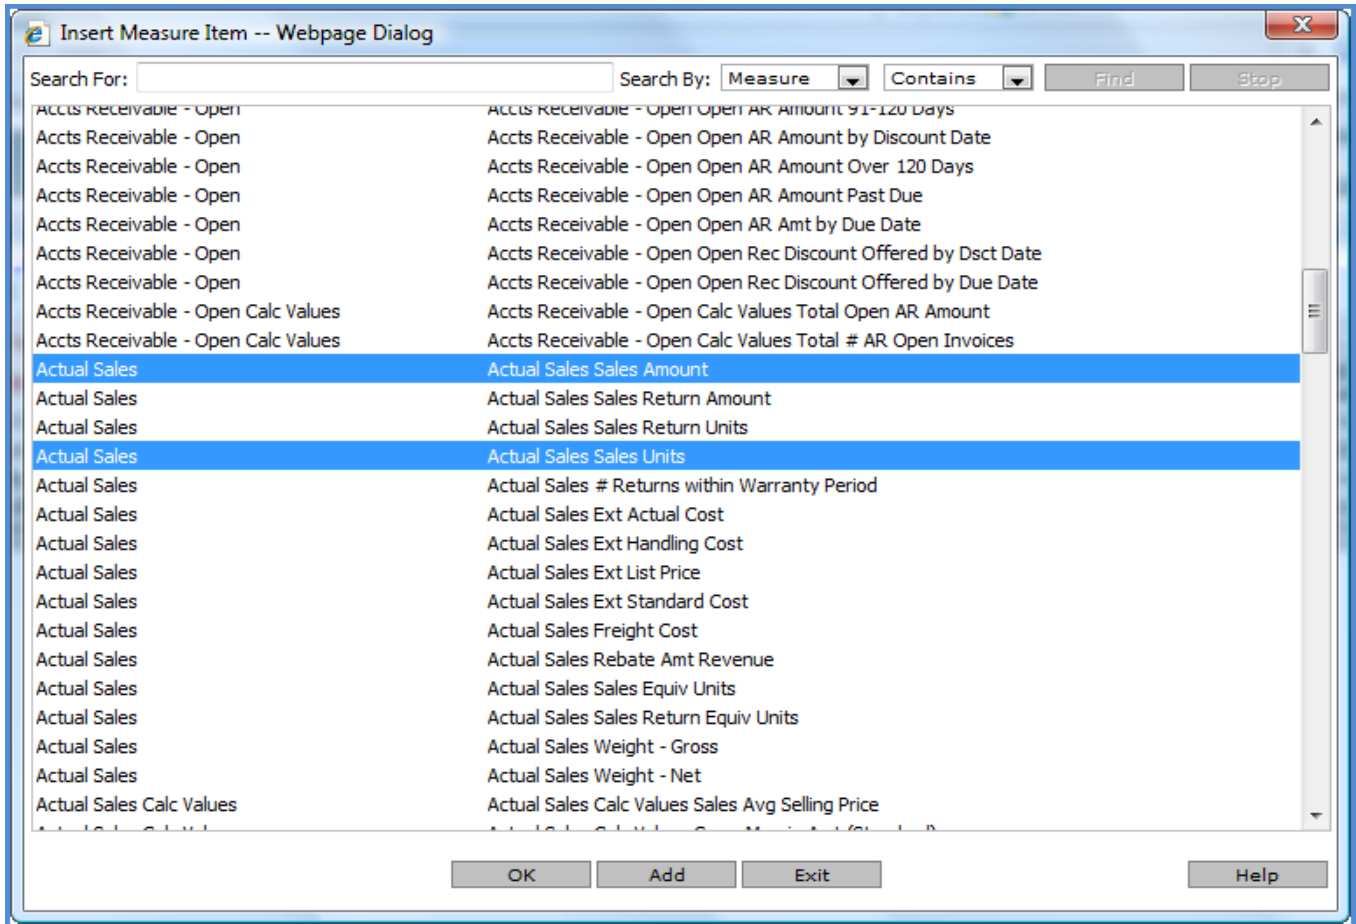 Insert Measure Item -- Webpage Dialog
Search For: Search By: Measure Contains Find Stop
Accts Receivable - Open Accts Receivable - Open Open AR Amount 91-120 Days
Accts Receivable - Open Accts Receivable - Open Open AR Amount by Discount Date
Accts Receivable - Open Accts Receivable - Open Open AR Amount Over 120 Days
Accts Receivable - Open Accts Receivable - Open Open AR Amount Past Due
Accts Receivable - Open Accts Receivable - Open Open AR Amt by Due Date
Accts Receivable - Open Accts Receivable - Open Open Rec Discount Offered by Dsct Date
Accts Receivable - Open Accts Receivable - Open Open Rec Discount Offered by Due Date
Accts Receivable - Open Calc Values Accts Receivable - Open Calc Values Total Open AR Amount
Accts Receivable - Open Calc Values Accts Receivable - Open Calc Values Total # AR Open Invoices
Actual Sales Actual Sales Sales Amount
Actual Sales Actual Sales Sales Return Amount
Actual Sales Actual Sales Sales Return Units
Actual Sales Actual Sales Sales Units
Actual Sales Actual Sales # Returns within Warranty Period
Actual Sales Actual Sales Ext Actual Cost
Actual Sales Actual Sales Ext Handling Cost
Actual Sales Actual Sales Ext List Price
Actual Sales Actual Sales Ext Standard Cost
Actual Sales Actual Sales Freight Cost
Actual Sales Actual Sales Rebate Amt Revenue
Actual Sales Actual Sales Sales Equiv Units
Actual Sales Actual Sales Sales Return Equiv Units
Actual Sales Actual Sales Weight - Gross
Actual Sales Actual Sales Weight - Net
Actual Sales Calc Values Actual Sales Calc Values Sales Avg Selling Price
OK Add Exit Help